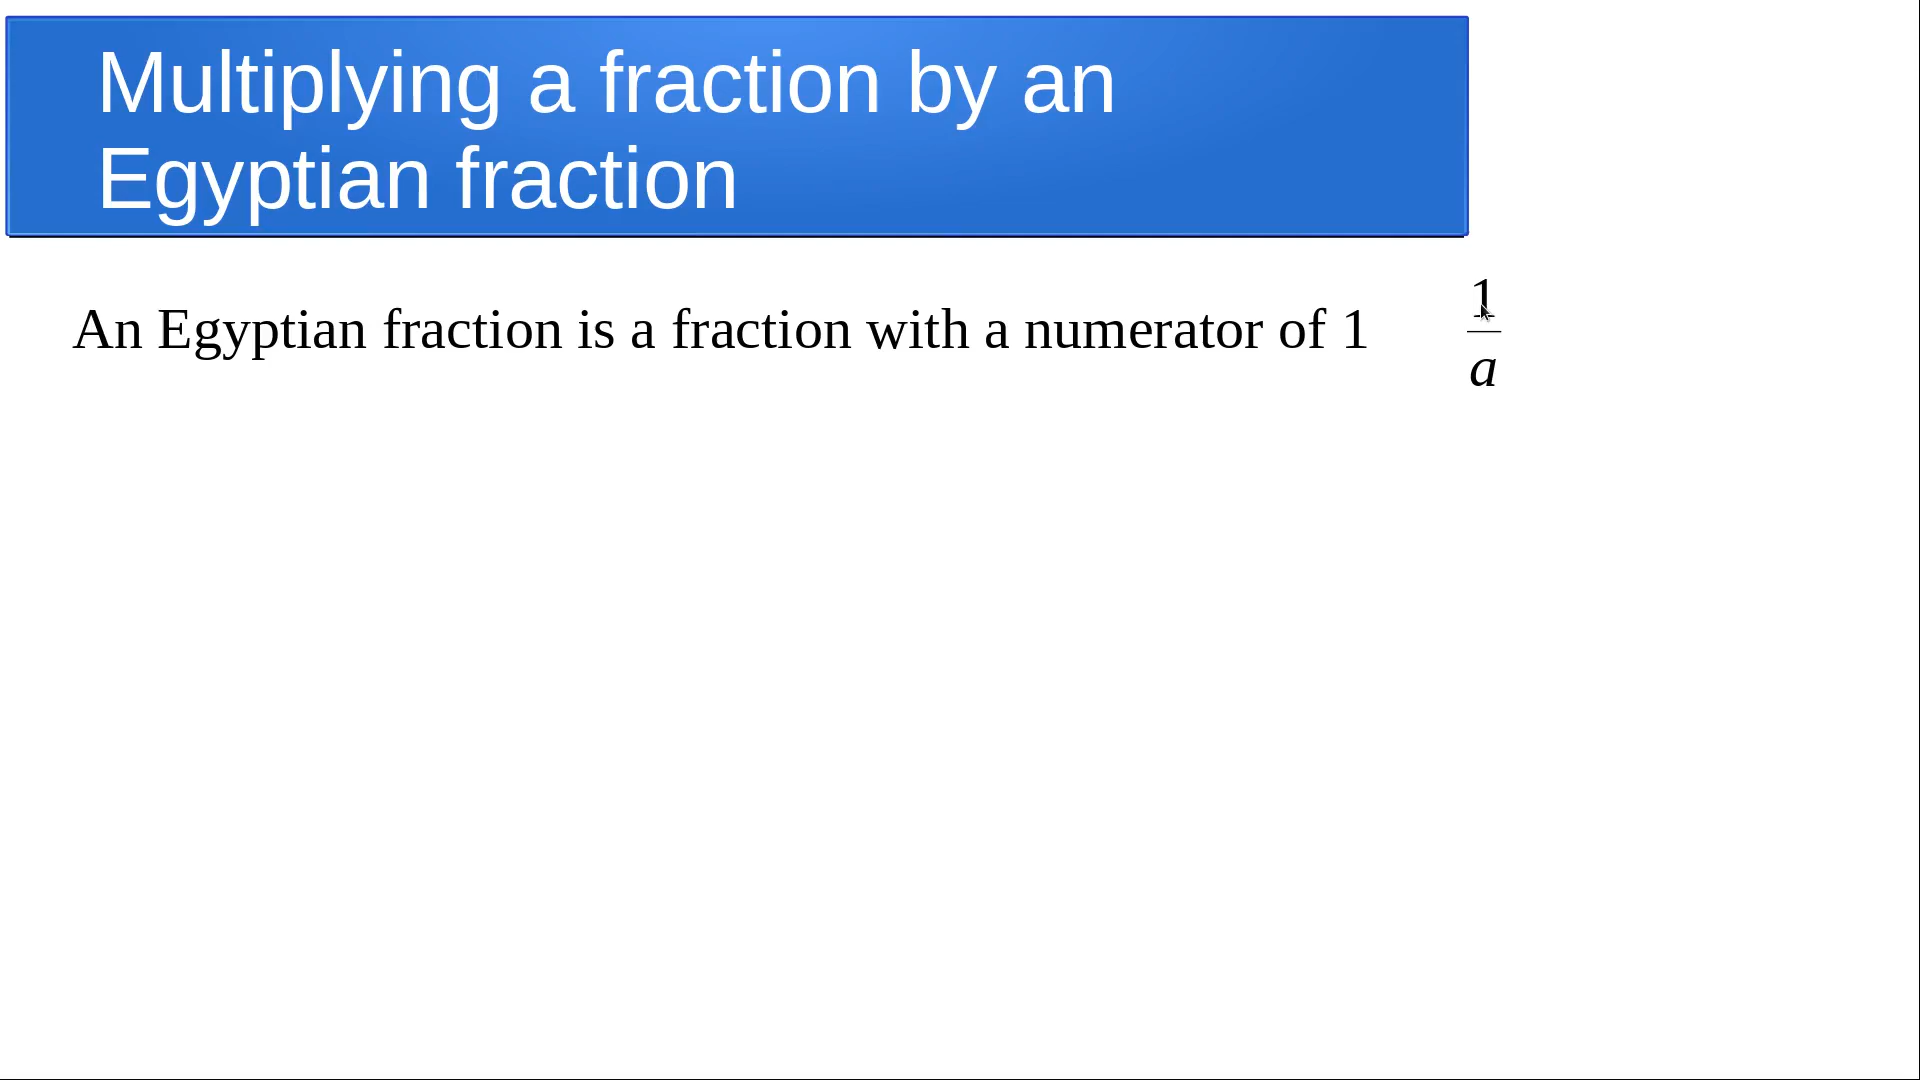 Multiplying a fraction by an
Egyptian fraction
An Egyptian fraction is a fraction with a numerator of 1
1
a